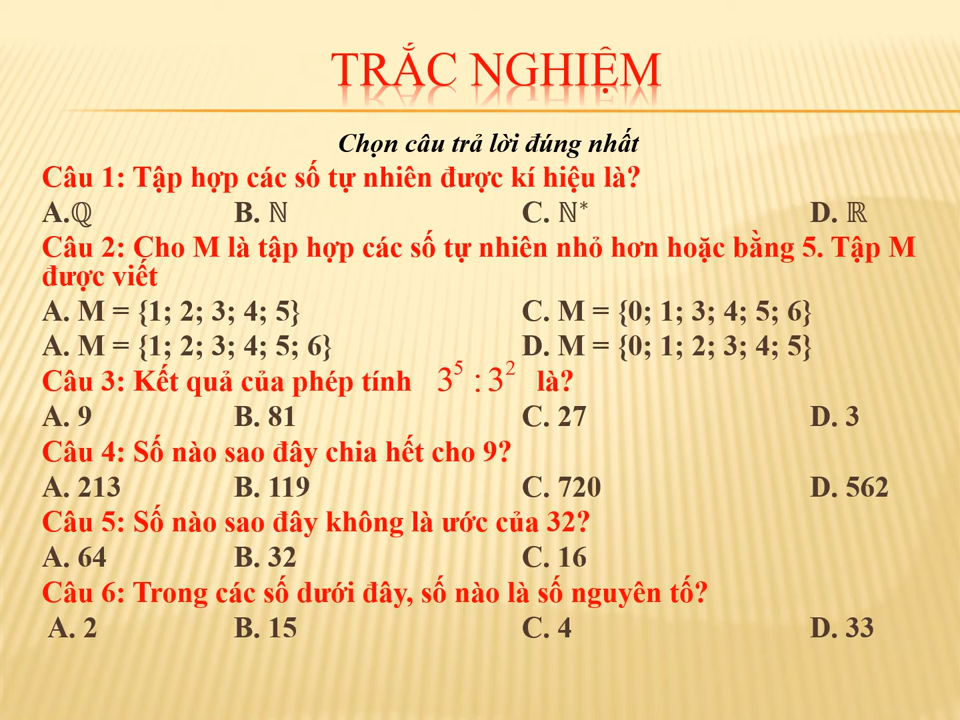 TRẮC NGHIỆM
Chọn câu trả lời đúng nhất
Câu 1: Tập hợp các số tự nhiên được kí hiệu là?
A.ℚ B. ℕ C. ℕ* D. ℝ
Câu 2: Cho M là tập hợp các số tự nhiên nhỏ hơn hoặc bằng 5. Tập M
được viết
A. M = {1; 2; 3; 4; 5} C. M = {0; 1; 3; 4; 5; 6}
A. M = {1; 2; 3; 4; 5; 6} D. M = {0; 1; 2; 3; 4; 5}
Câu 3: Kết quả của phép tính 3⁵ : 3² là?
A. 9 B. 81 C. 27 D. 3
Câu 4: Số nào sao đây chia hết cho 9?
A. 213 B. 119 C. 720 D. 562
Câu 5: Số nào sao đây không là ước của 32?
A. 64 B. 32 C. 16
Câu 6: Trong các số dưới đây, số nào là số nguyên tố?
A. 2 B. 15 C. 4 D. 33